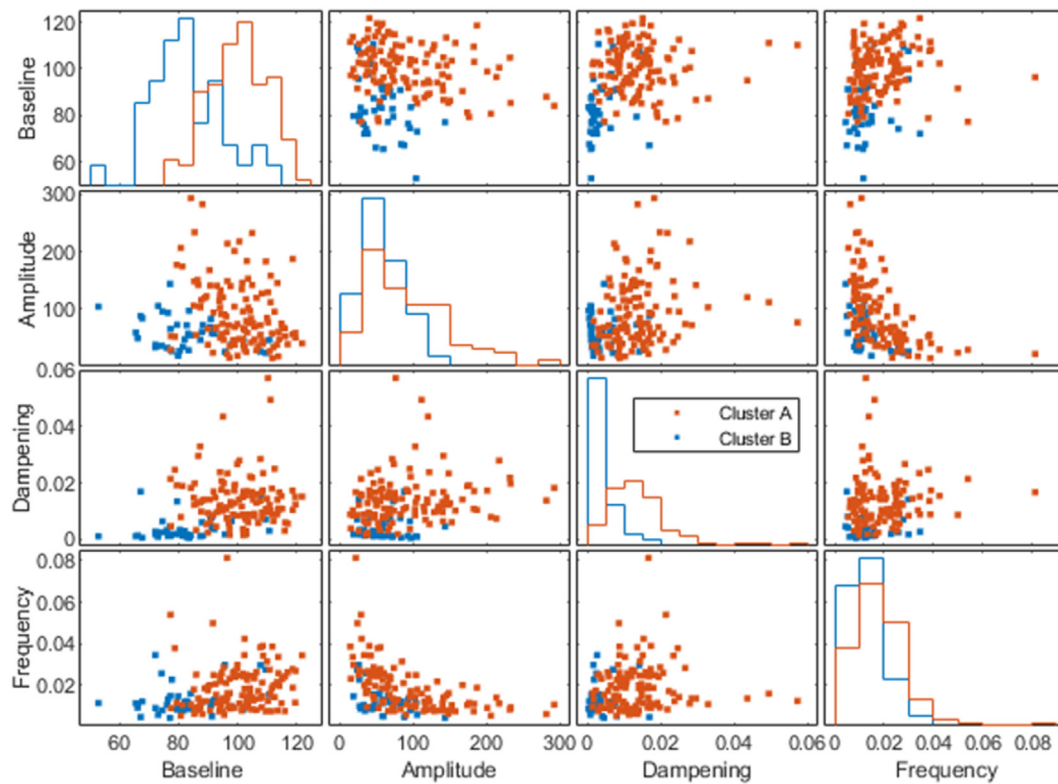 Baseline
120
100
80
60
Amplitude
300
200
100
Dampening
0.06
0.04
0.02
0
Cluster A
Cluster B
Frequency
0.08
0.06
0.04
0.02
60 80 100 120
0 100 200 300
0 0.02 0.04 0.06
0 0.02 0.04 0.06 0.08
Baseline Amplitude Dampening Frequency